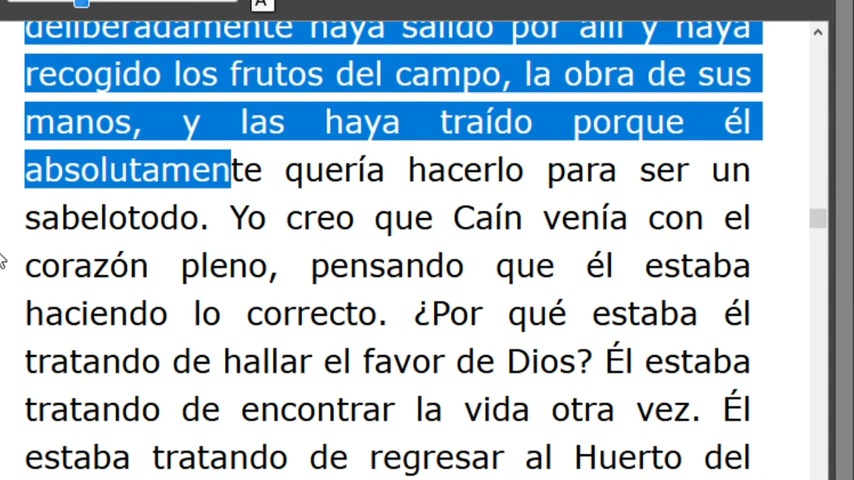 deliberadamente haya salido por allí y haya
recogido los frutos del campo, la obra de sus
manos, y las haya traído porque él
absolutamente quería hacerlo para ser un
sabelotodo. Yo creo que Caín venía con el
corazón pleno, pensando que él estaba
haciendo lo correcto. ¿Por qué estaba él
tratando de hallar el favor de Dios? Él estaba
tratando de encontrar la vida otra vez. Él
estaba tratando de regresar al Huerto del